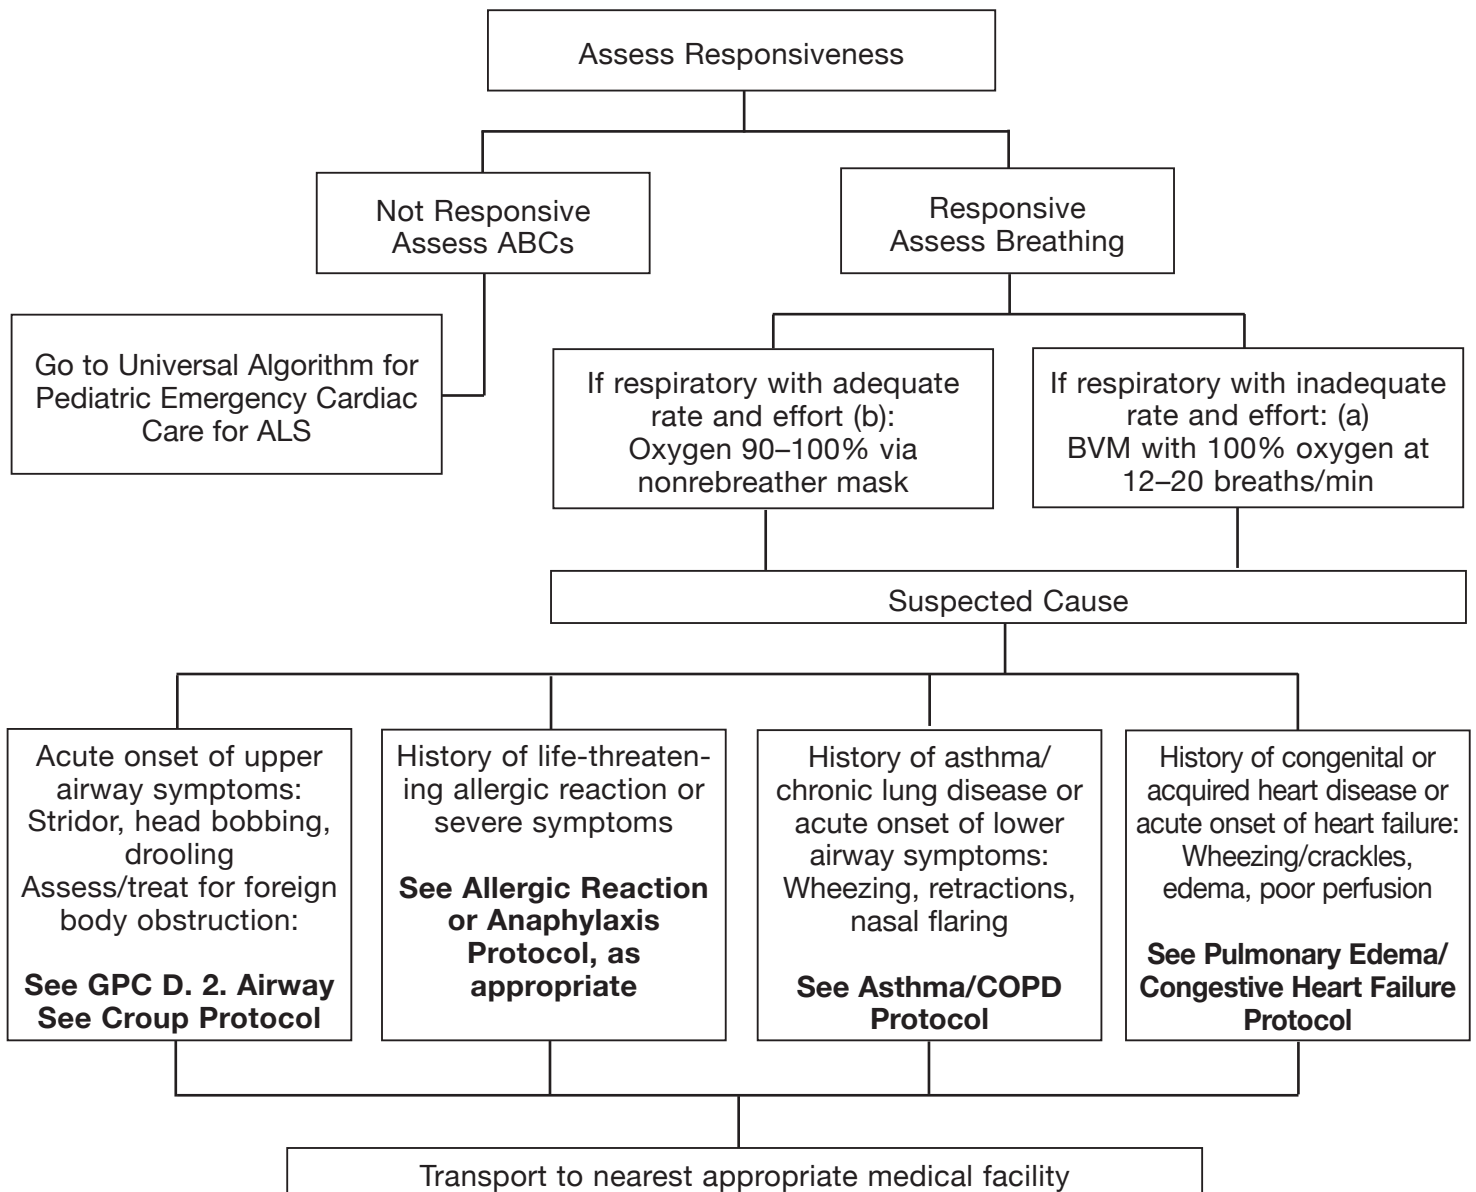 Assess Responsiveness
Not Responsive
Assess ABCs
Responsive
Assess Breathing
Go to Universal Algorithm for
Pediatric Emergency Cardiac
Care for ALS
If respiratory with adequate
rate and effort (b):
Oxygen 90–100% via
nonrebreather mask
If respiratory with inadequate
rate and effort: (a)
BVM with 100% oxygen at
12–20 breaths/min
Suspected Cause
Acute onset of upper
airway symptoms:
Stridor, head bobbing,
drooling
Assess/treat for foreign
body obstruction:
See GPC D. 2. Airway
See Croup Protocol
History of life-threaten-
ing allergic reaction or
severe symptoms
See Allergic Reaction
or Anaphylaxis
Protocol, as
appropriate
History of asthma/
chronic lung disease or
acute onset of lower
airway symptoms:
Wheezing, retractions,
nasal flaring
See Asthma/COPD
Protocol
History of congenital or
acquired heart disease or
acute onset of heart failure:
Wheezing/crackles,
edema, poor perfusion
See Pulmonary Edema/
Congestive Heart Failure
Protocol
Transport to nearest appropriate medical facility